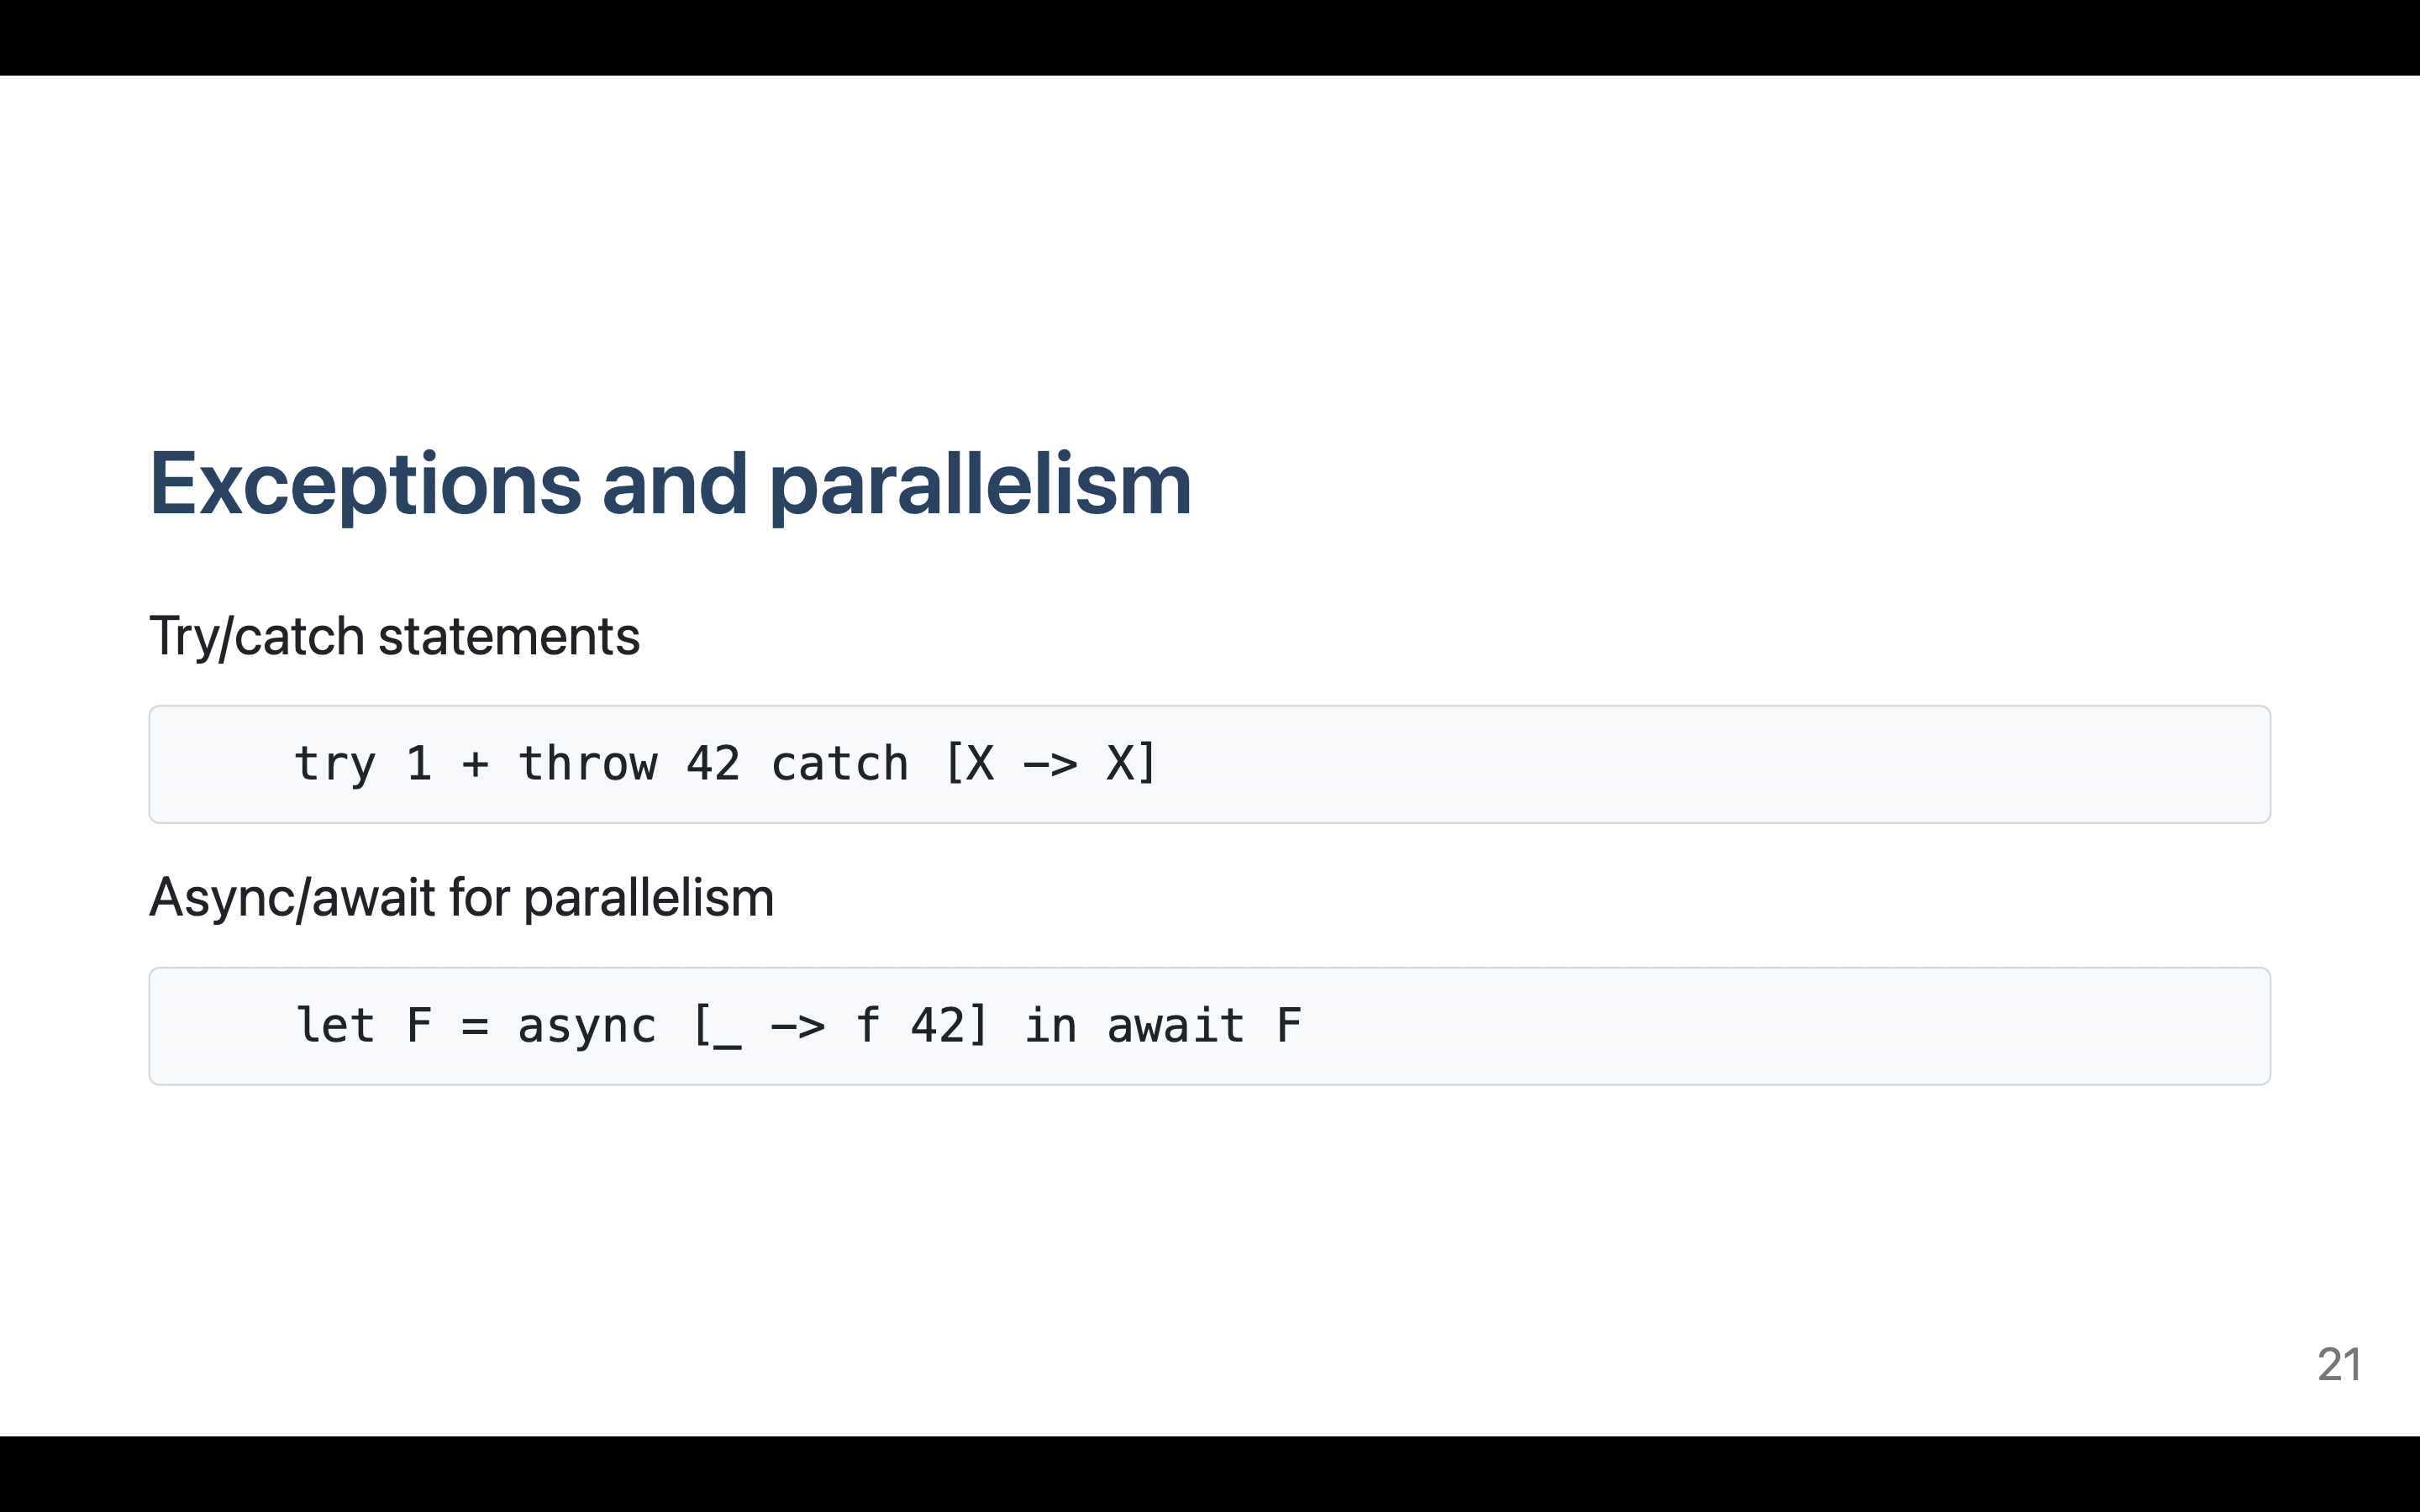 Exceptions and parallelism
Try/catch statements
try 1 + throw 42 catch [X -> X]
Async/await for parallelism
let F = async [_ -> f 42] in await F
21